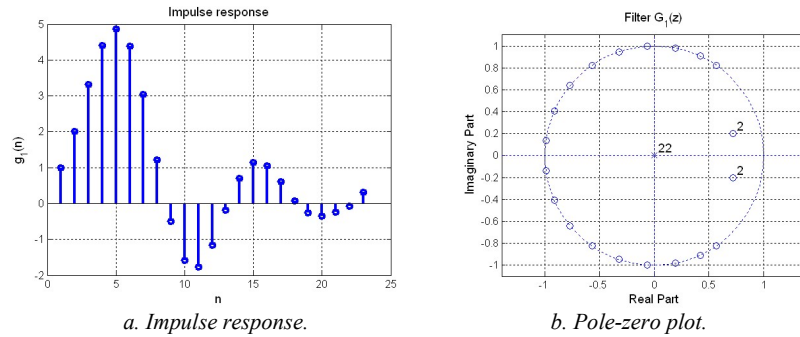 Impulse response
5
4
3
2
1
0
-1
-2
0 5 10 15 20 25
g1(n)
n
a. Impulse response.
Filter G1(z)
1
0.8
0.6
0.4
0.2
0
-0.2
-0.4
-0.6
-0.8
-1
2
22
2
-1 -0.5 0 0.5 1
Imaginary Part
Real Part
b. Pole-zero plot.